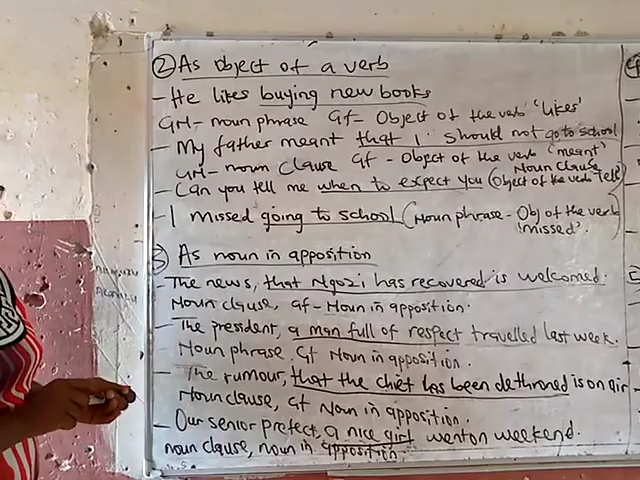 ② As object of a verb
- He likes buying new books
GN- noun phrase Gf- Object of the verb 'likes'
- My father meant that I should not go to school
GN- noun clause Gf - Object of the verb 'meant'
- Can you tell me when to expect you (Noun Clause Object of the verb tell)
- I missed going to school (Noun phrase - Obj of the verb 'missed'.
As noun in apposition
- The news, that Ngozi has recovered is welcomed.
Noun clause, Gf - Noun in apposition.
- The president, a man full of respect travelled last week.
Noun phrase. Gf Noun in apposition.
- The rumour, that the chief has been dethroned is on air
Noun clause, Gf Noun in apposition.
- Our senior prefect, a nice girl went on weekend.
noun clause, noun in apposition.